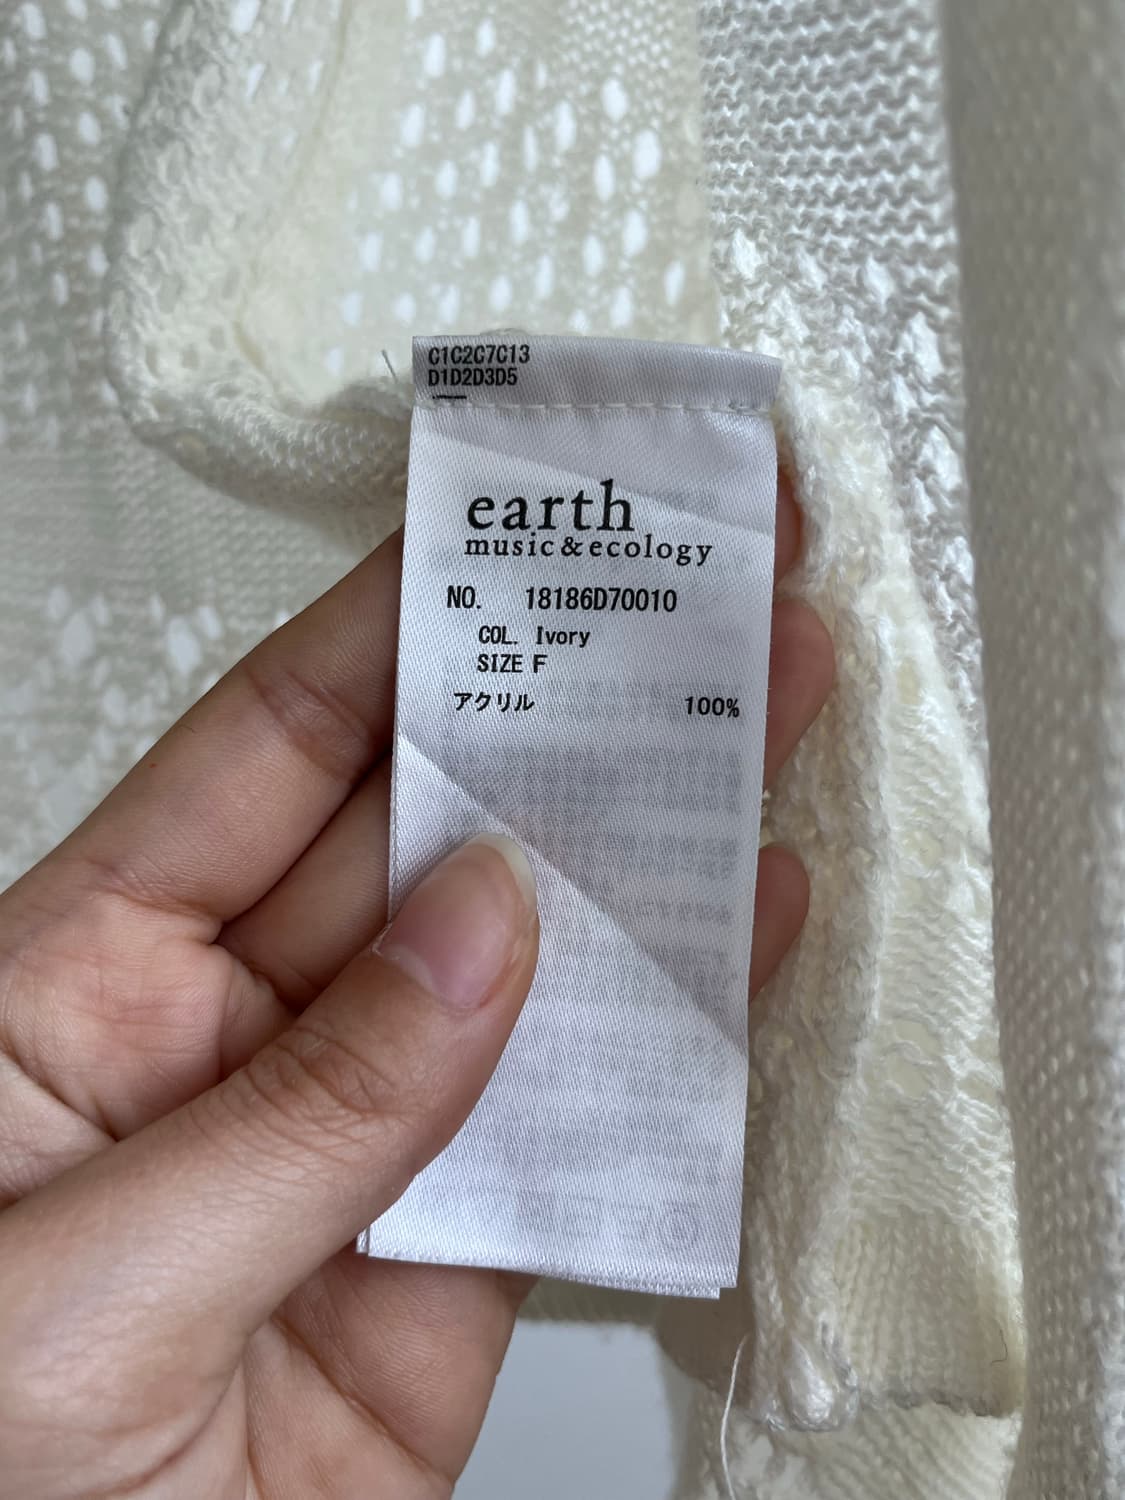 C1C2C7C13
D1D2D3D5
earth
music&ecology
NO. 18186D70010
COL. Ivory
SIZE F
アクリル 100%